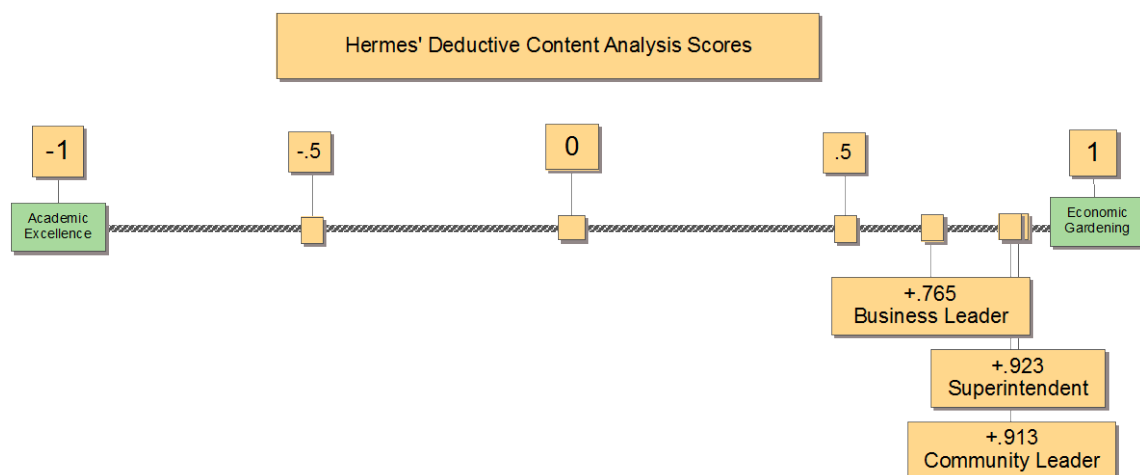 Hermes' Deductive Content Analysis Scores
-1
-.5
0
.5
1
Academic
Excellence
Economic
Gardening
+.765
Business Leader
+.923
Superintendent
+.913
Community Leader